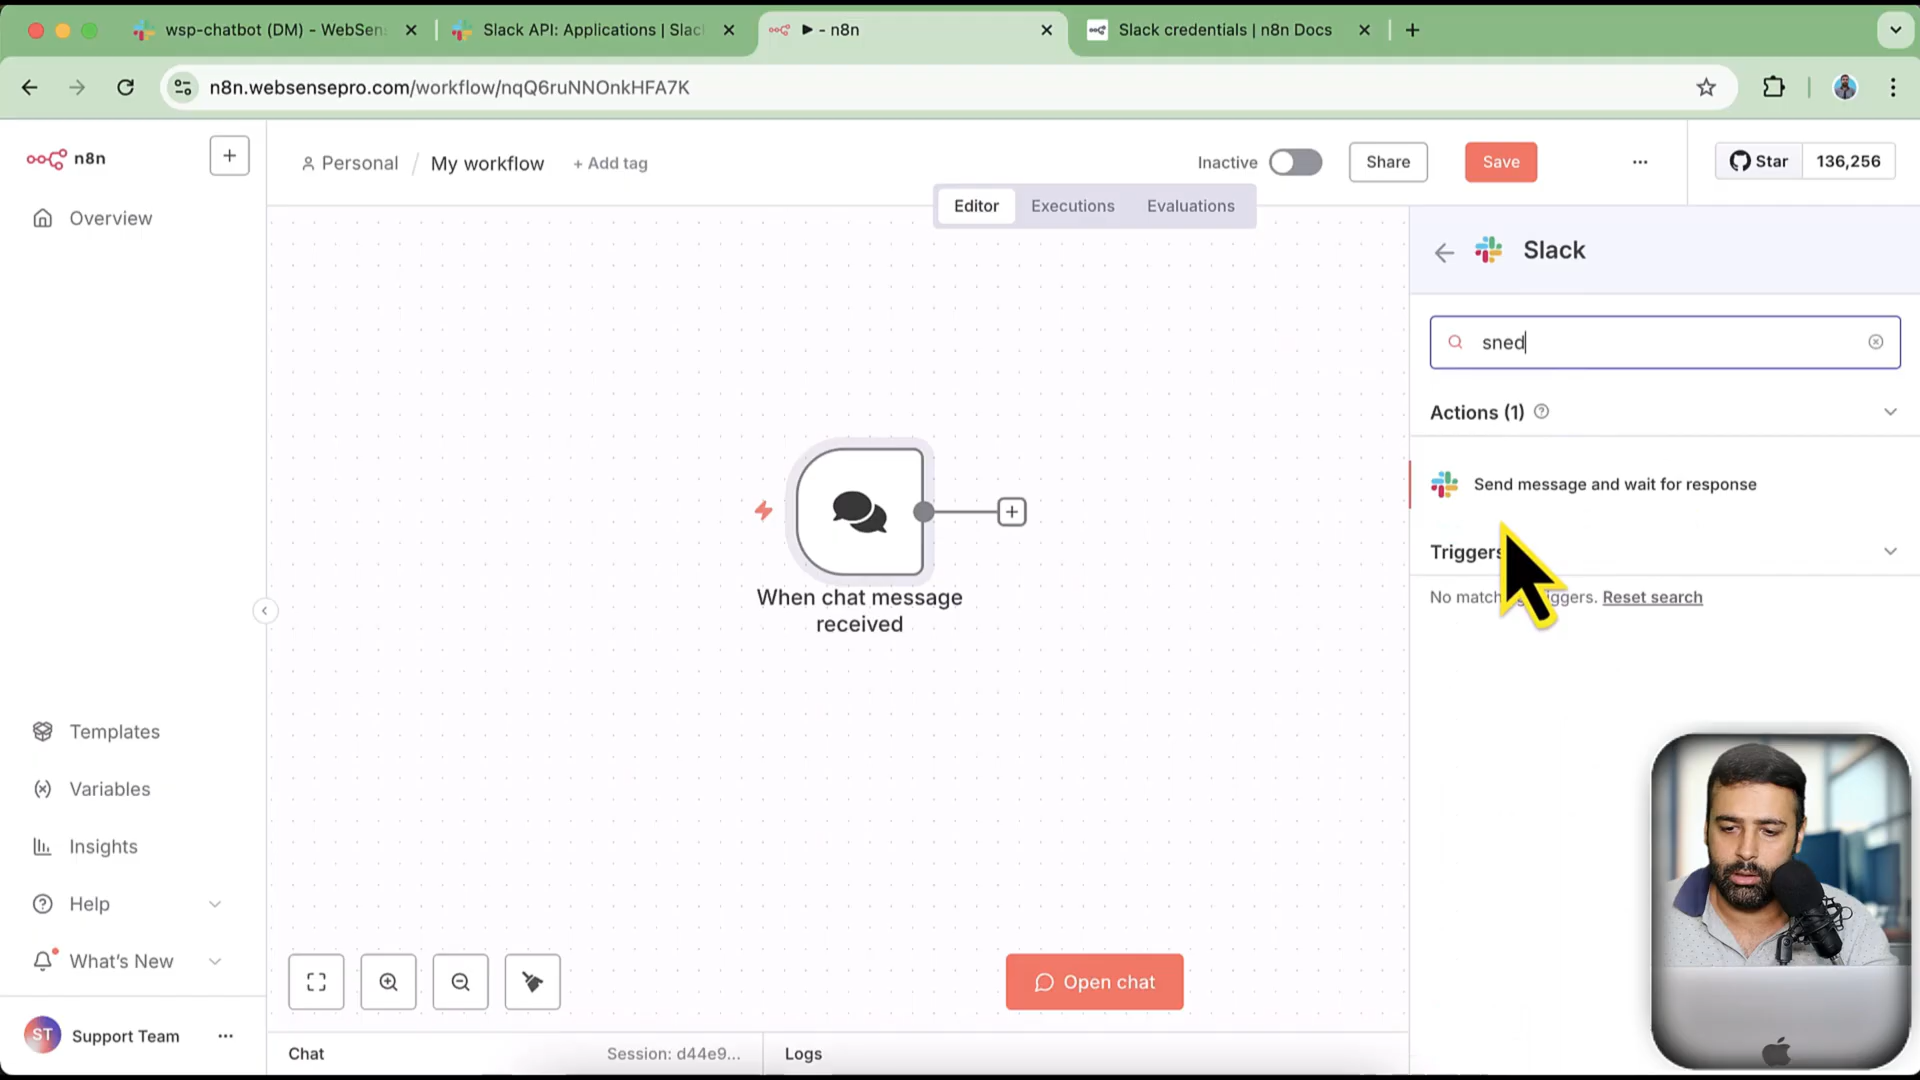 wsp-chatbot (DM) - WebSens
Slack API: Applications | Slac
▶ - n8n
Slack credentials | n8n Docs
n8n.websensepro.com/workflow/nqQ6ruNNOnkHFA7K
n8n
Personal / My workflow
+ Add tag
Inactive
Share
Save
Star
136,256
Overview
Editor
Executions
Evaluations
Slack
sned
Actions (1)
Send message and wait for response
Triggers
No matc
ggers. Reset search
When chat message
received
Templates
Variables
Insights
Help
What's New
Open chat
ST
Support Team
Chat
Session: d44e9...
Logs